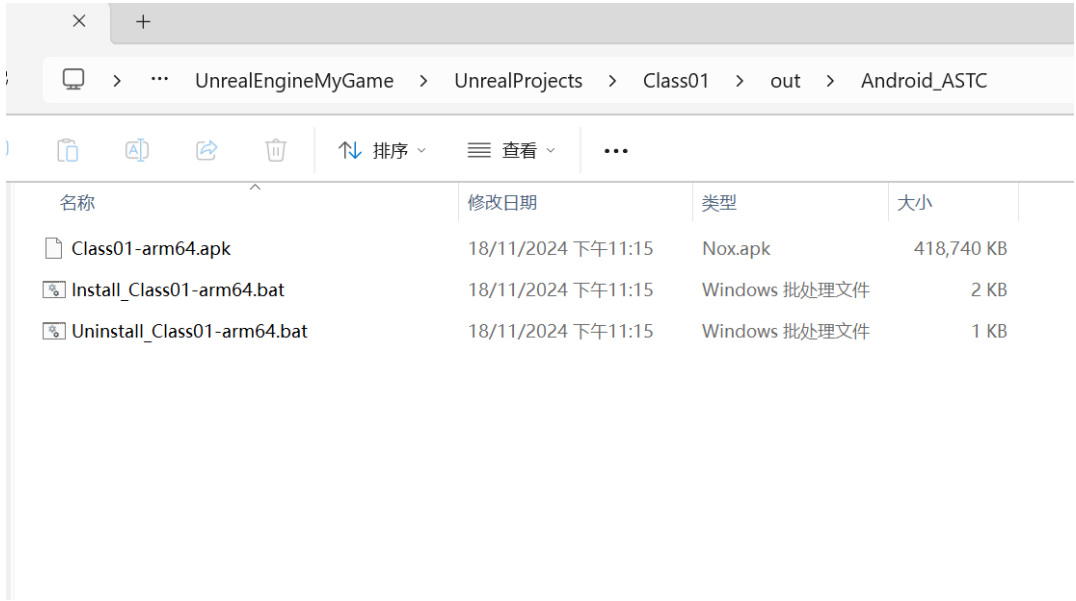 UnrealEngineMyGame > UnrealProjects > Class01 > out > Android_ASTC
排序 查看
名称 修改日期 类型 大小
Class01-arm64.apk 18/11/2024 下午11:15 Nox.apk 418,740 KB
Install_Class01-arm64.bat 18/11/2024 下午11:15 Windows 批处理文件 2 KB
Uninstall_Class01-arm64.bat 18/11/2024 下午11:15 Windows 批处理文件 1 KB